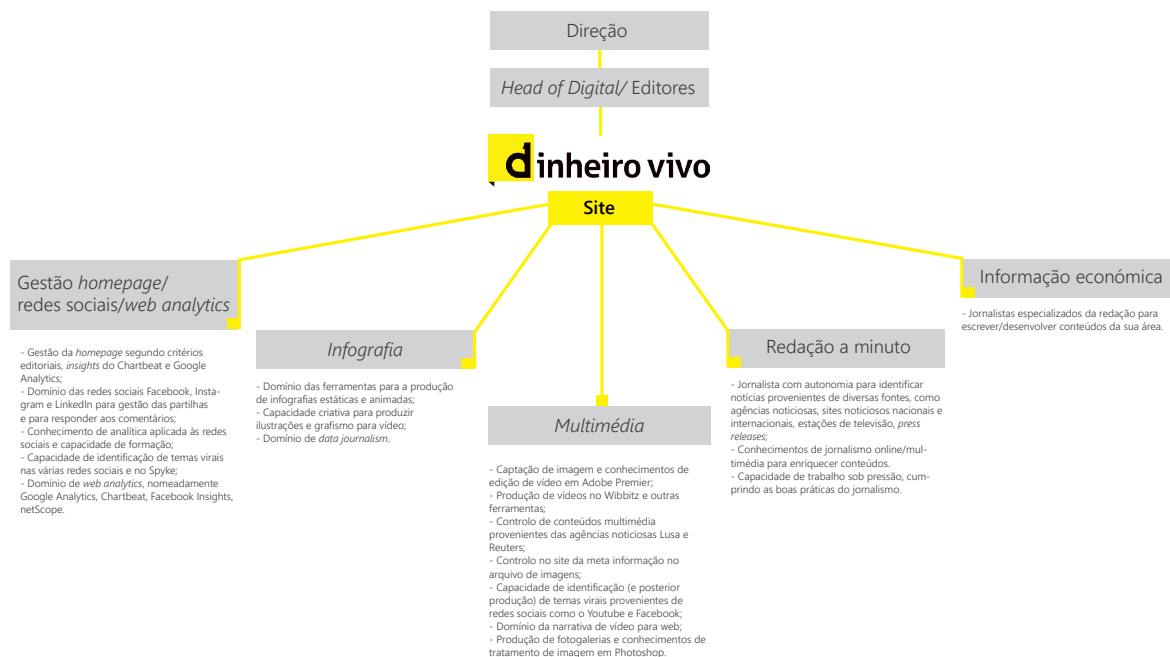 Direção
Head of Digital/ Editores
dinheiro vivo
Site
Gestão homepage/
redes sociais/web analytics
- Gestão da homepage segundo critérios
editoriais, insights do Chartbeat e Google
Analytics;
- Domínio das redes sociais Facebook, Insta-
gram e LinkedIn para gestão das partilhas
e para responder aos comentários;
- Conhecimento de analítica aplicada às redes
sociais e capacidade de formação;
- Capacidade de identificação de temas virais
nas várias redes sociais e no Spyke;
- Domínio de web analytics, nomeadamente
Google Analytics, Chartbeat, Facebook Insights,
netScope.
Infografia
- Domínio das ferramentas para a produção
de infografias estáticas e animadas;
- Capacidade criativa para produzir
ilustrações e grafismo para vídeo;
- Domínio de data journalism.
Multimédia
- Captação de imagem e conhecimentos de
edição de vídeo em Adobe Premier;
- Produção de vídeos no Wibbitz e outras
ferramentas;
- Controlo de conteúdos multimédia
provenientes das agências noticiosas Lusa e
Reuters;
- Controlo no site da meta informação no
arquivo de imagens;
- Capacidade de identificação (e posterior
produção) de temas virais provenientes de
redes sociais como o Youtube e Facebook;
- Domínio da narrativa de vídeo para web;
- Produção de fotogalerias e conhecimentos de
tratamento de imagem em Photoshop.
Redação a minuto
- Jornalista com autonomia para identificar
notícias provenientes de diversas fontes, como
agências noticiosas, sites noticiosos nacionais e
internacionais, estações de televisão, press
releases;
- Conhecimentos de jornalismo online/mul-
timédia para enriquecer conteúdos.
- Capacidade de trabalho sob pressão, cum-
prindo as boas práticas do jornalismo.
Informação económica
- Jornalistas especializados da redação para
escrever/desenvolver conteúdos da sua área.